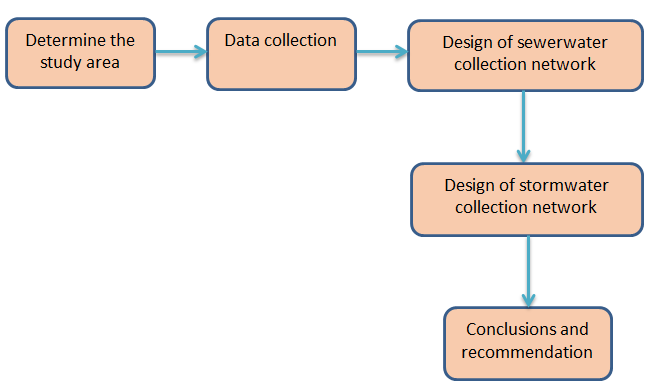 Determine the
study area
Data collection
Design of sewerwater
collection network
Design of stormwater
collection network
Conclusions and
recommendation